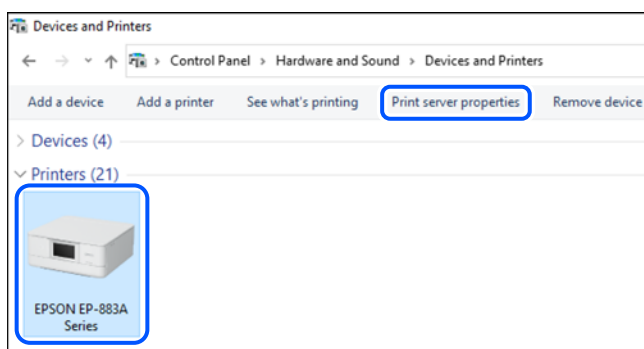 Devices and Printers
Control Panel > Hardware and Sound > Devices and Printers
Add a device Add a printer See what's printing Print server properties Remove device
Devices (4)
Printers (21)
EPSON EP-883A
Series